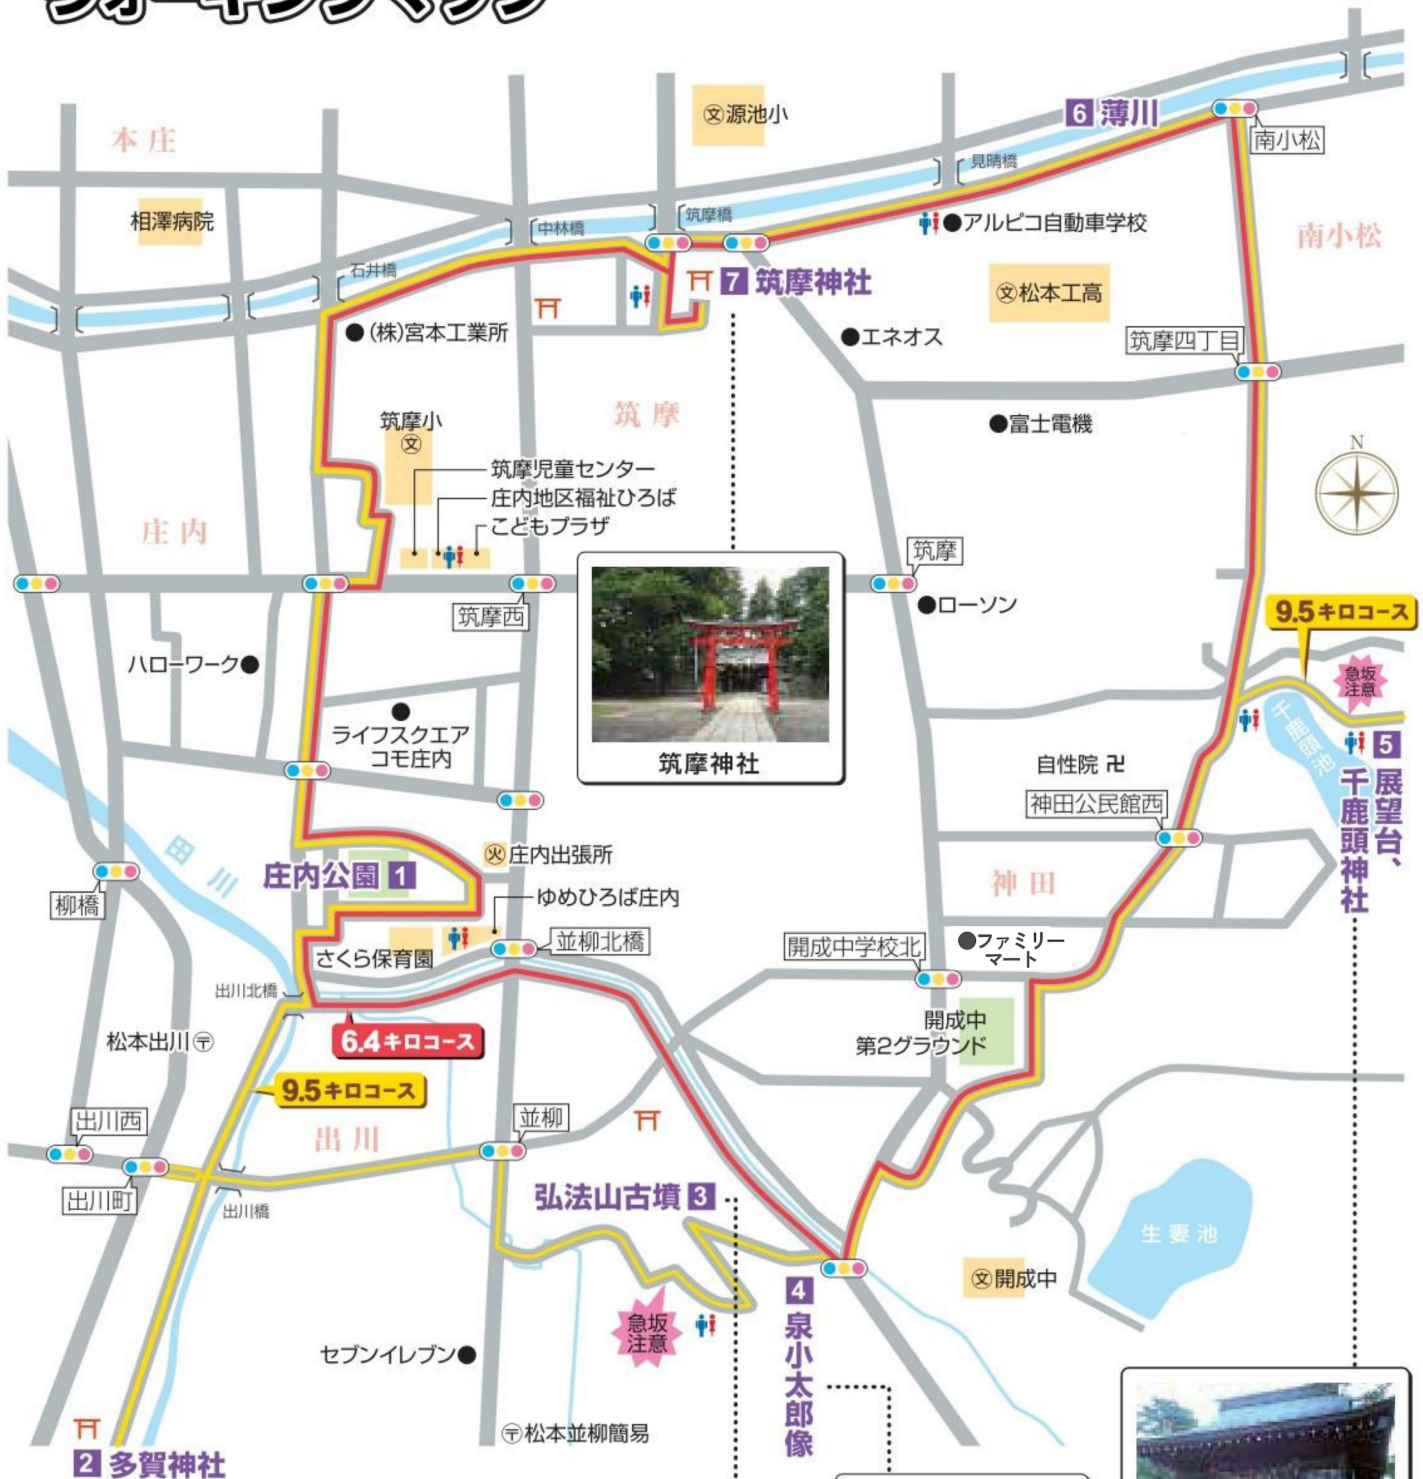 ウォーキングマップ
本庄
相澤病院
文源池小
6 薄川
南小松
見晴橋
筑摩橋
中林橋
石井橋
アルピコ自動車学校
南小松
7 筑摩神社
文松本工高
(株)宮本工業所
エネオス
筑摩四丁目
筑摩小
文
筑摩
富士電機
N
筑摩児童センター
庄内地区福祉ひろば
こどもプラザ
庄内
筑摩
筑摩西
ローソン
9.5キロコース
ハローワーク
急坂
注意
ライフスクエア
コモ庄内
筑摩神社
千鹿頭池
自性院 卍
5 展望台、
千鹿頭神社
神田公民館西
田川
火庄内出張所
庄内公園 1
神田
柳橋
ゆめひろば庄内
並柳北橋
開成中学校北
ファミリー
マート
さくら保育園
出川北橋
開成中
第2グラウンド
松本出川〒
6.4キロコース
9.5キロコース
出川西
出川
並柳
出川町
出川橋
弘法山古墳 3
生妻池
文開成中
4 泉小太郎像
急坂
注意
セブンイレブン
〒松本並柳簡易
2 多賀神社